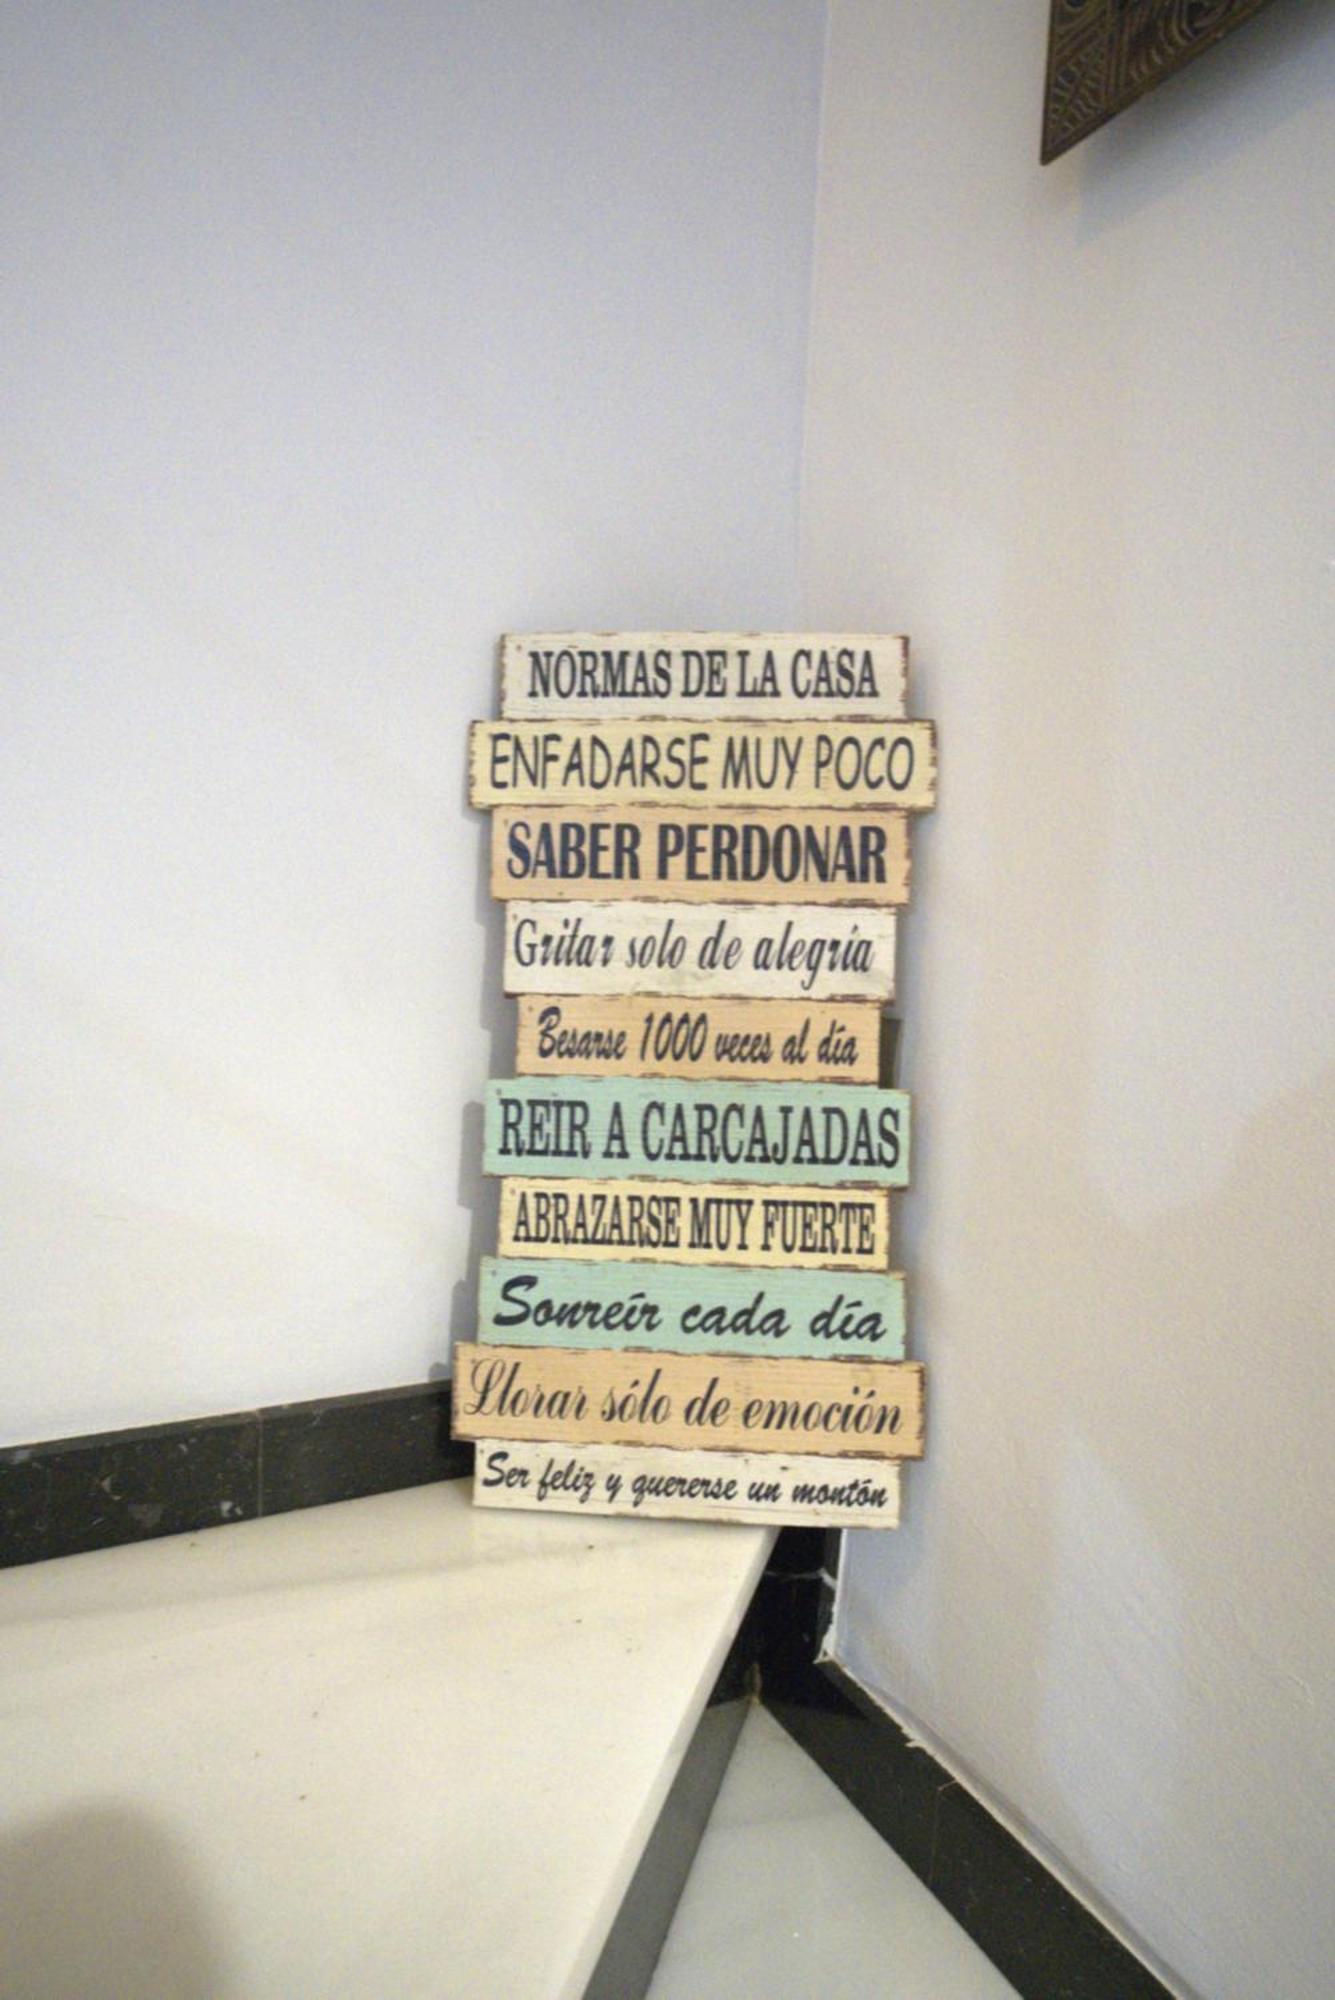 NORMAS DE LA CASA
ENFADARSE MUY POCO
SABER PERDONAR
Gritar solo de alegría
Besarse 1000 veces al día
REIR A CARCAJADAS
ABRAZARSE MUY FUERTE
Sonreír cada día
Llorar sólo de emoción
Ser feliz y quererse un montón